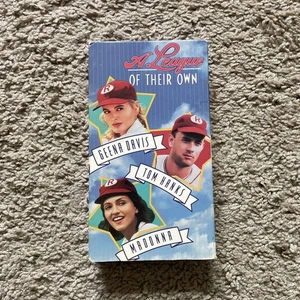 A League
OF THEIR OWN
R
GEENA DAVIS
R
TOM HANKS
R
MADONNA